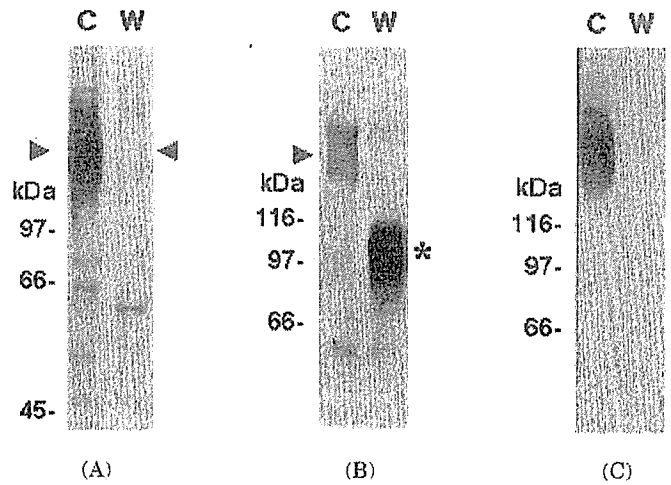 C W
kDa
97-
66-
45-
(A)
C W
kDa
116-
97-
66-
*
(B)
C W
kDa
116-
97-
66-
(C)